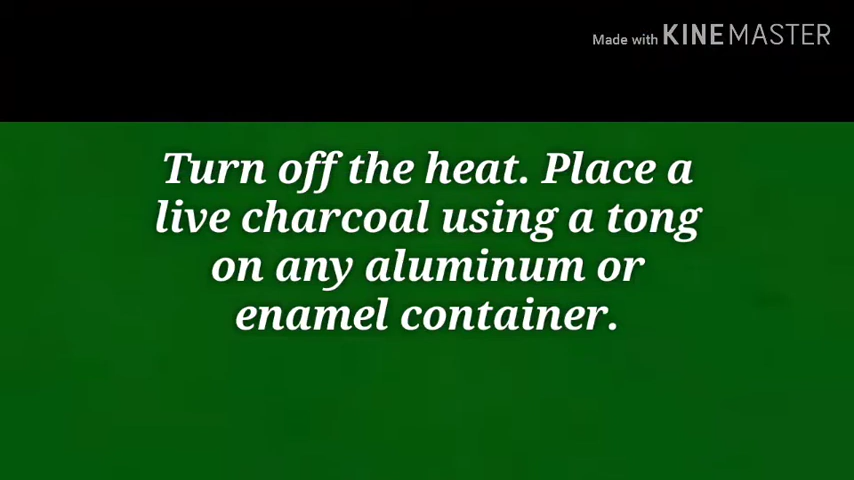 Made with KINEMASTER
Turn off the heat. Place a
live charcoal using a tong
on any aluminum or
enamel container.